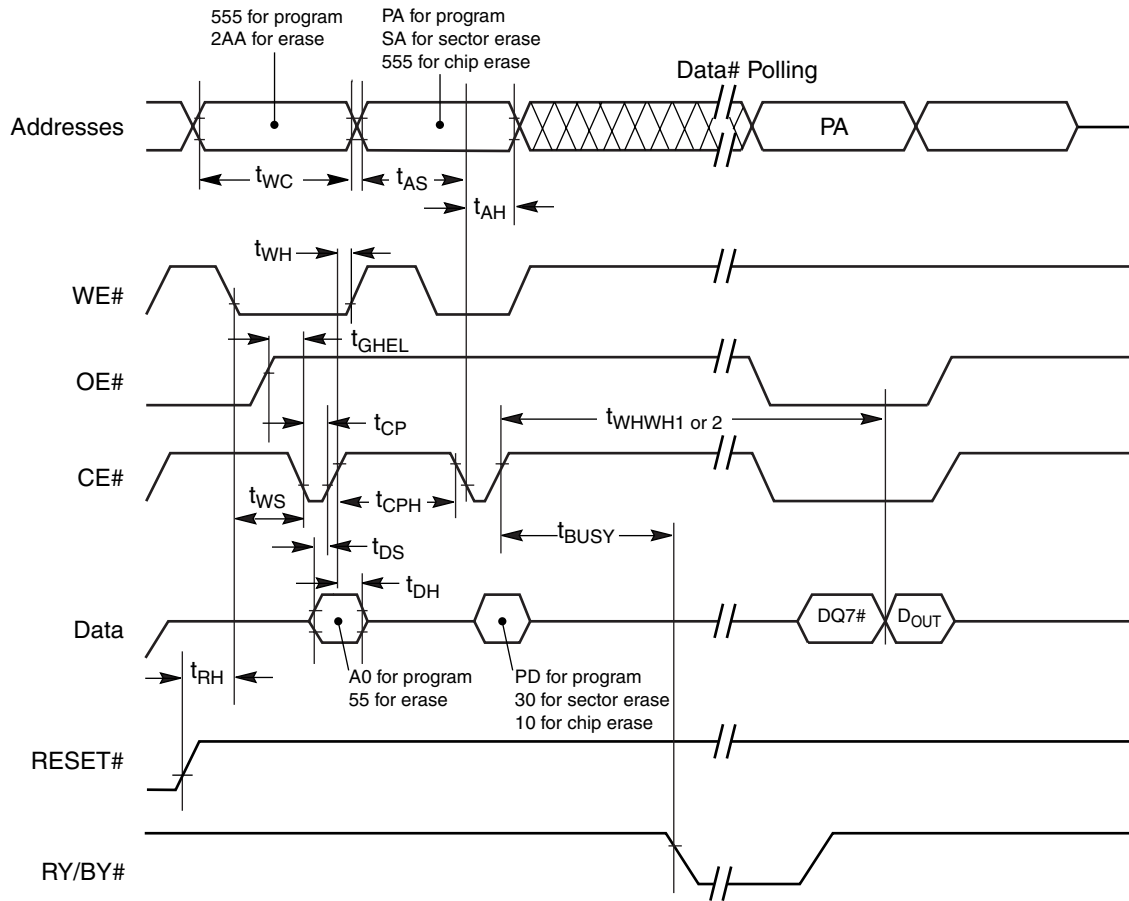 555 for program
2AA for erase
PA for program
SA for sector erase
555 for chip erase
Data# Polling
Addresses
PA
tWC
tAS
tAH
tWH
WE#
tGHEL
OE#
tWHWH1 or 2
tCP
CE#
tWS
tCPH
tBUSY
tDS
tDH
Data
DQ7#
DOUT
tRH
A0 for program
55 for erase
PD for program
30 for sector erase
10 for chip erase
RESET#
RY/BY#